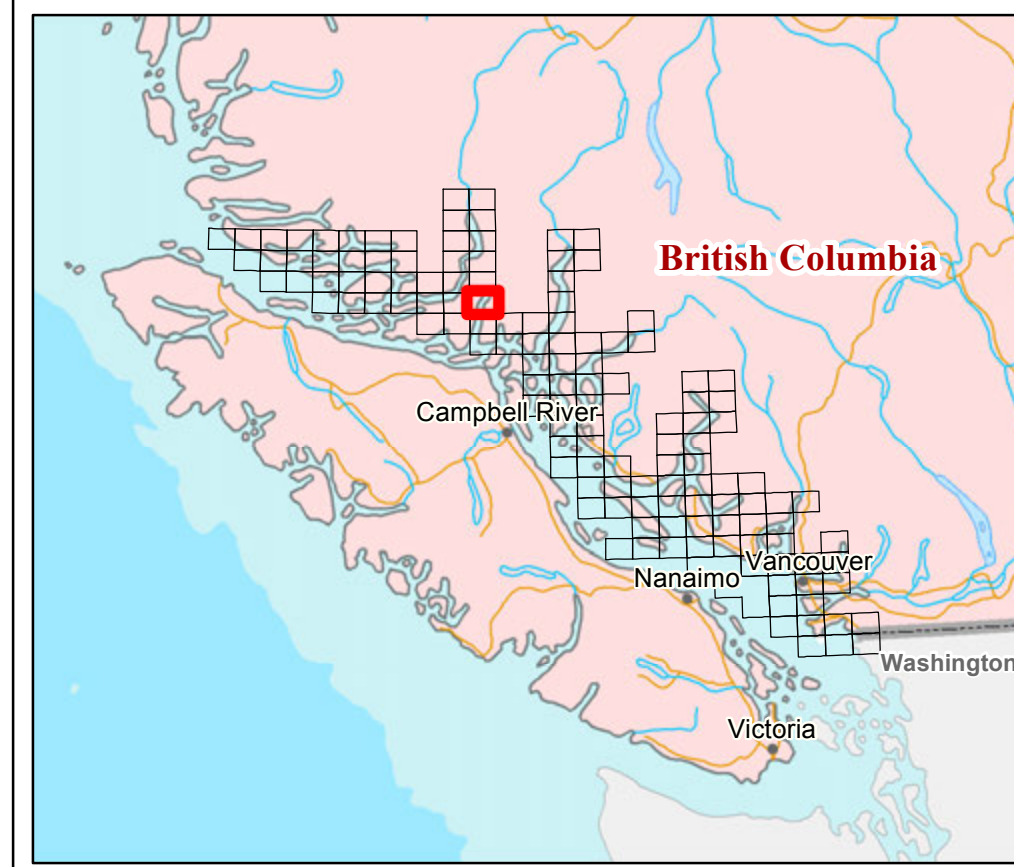 British Columbia
Campbell River
Vancouver
Nanaimo
Washington
Victoria